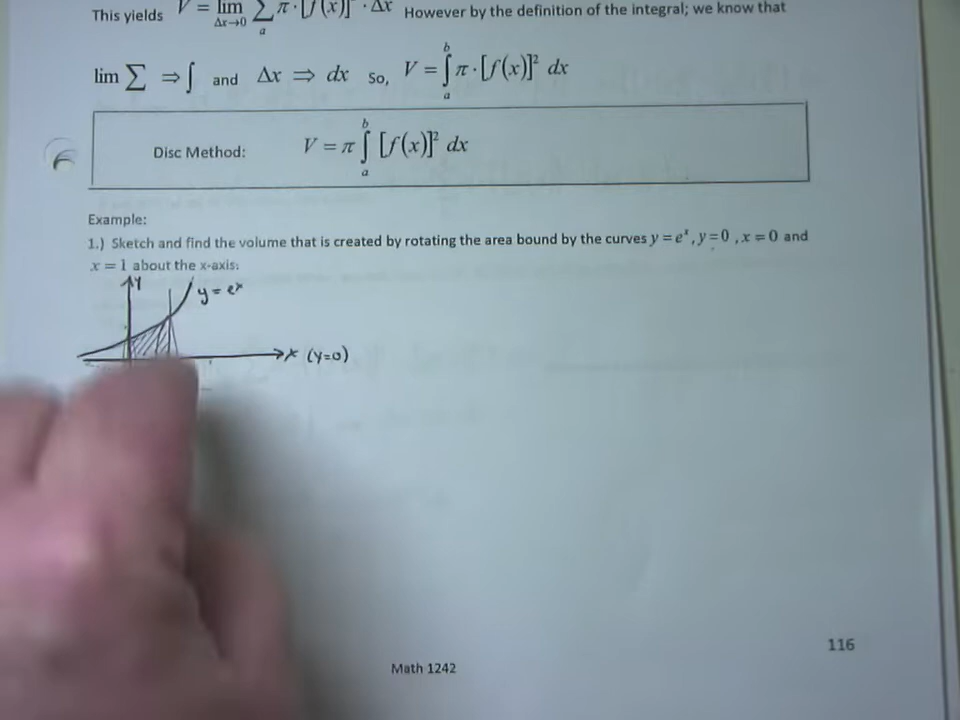 This yields V = lim Δx→0 ∑ a π · [f(x)]² · Δx However by the definition of the integral; we know that
lim ∑ ⇒ ∫ and Δx ⇒ dx So, V = ∫ₐᵇ π · [f(x)]² dx
Disc Method: V = π ∫ₐᵇ [f(x)]² dx
Example:
1.) Sketch and find the volume that is created by rotating the area bound by the curves y = eˣ, y = 0 , x = 0 and
x = 1 about the x-axis.
y
y = eˣ
x (y=0)
116
Math 1242